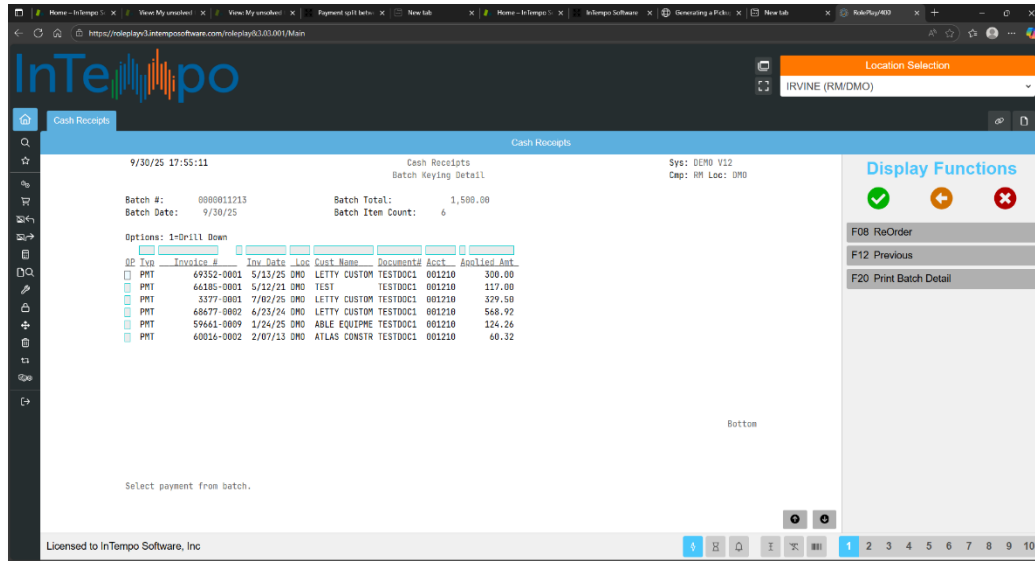 Home – InTempo S
View: My unsolved
View: My unsolved
Payment split betw
New tab
Home – InTempo S
InTempo Software
Generating a Picku
New tab
RolePlay/400
https://roleplayv3.intemposoftware.com/roleplay&3.03.001/Main
InTempo
Location Selection
IRVINE (RM/DMO)
Cash Receipts
Cash Receipts
9/30/25 17:55:11 Cash Receipts Sys: DEMO V12
Batch Keying Detail Cmp: RM Loc: DMO
Batch #: 0000011213 Batch Total: 1,500.00
Batch Date: 9/30/25 Batch Item Count: 6
Options: 1=Drill Down
OP Typ Invoice # Inv Date Loc Cust Name Document# Acct Applied Amt
PMT 69352-0001 5/13/25 DMO LETTY CUSTOM TESTDOC1 001210 300.00
PMT 66185-0001 5/12/21 DMO TEST TESTDOC1 001210 117.00
PMT 3377-0001 7/02/25 DMO LETTY CUSTOM TESTDOC1 001210 329.50
PMT 68677-0002 6/23/24 DMO LETTY CUSTOM TESTDOC1 001210 568.92
PMT 59661-0009 1/24/25 DMO ABLE EQUIPME TESTDOC1 001210 124.26
PMT 60016-0002 2/07/13 DMO ATLAS CONSTR TESTDOC1 001210 60.32
Bottom
Select payment from batch.
Display Functions
F08 ReOrder
F12 Previous
F20 Print Batch Detail
Licensed to InTempo Software, Inc
1 2 3 4 5 6 7 8 9 10